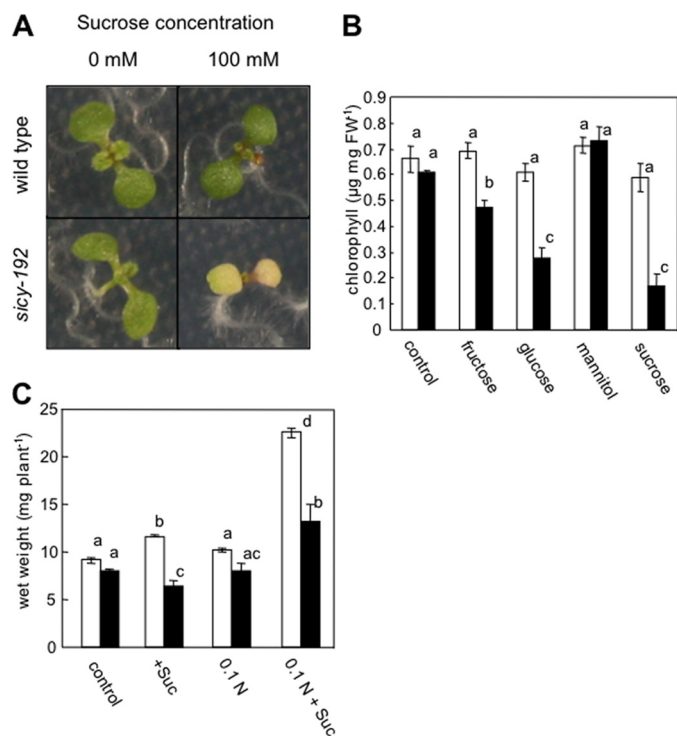 A
Sucrose concentration
0 mM 100 mM
wild type
sicy-192
B
chlorophyll (µg mg FW-1)
0.9
0.8
0.7
0.6
0.5
0.4
0.3
0.2
0.1
0
a a a b a c a a a c
control fructose glucose mannitol sucrose
C
wet weight (mg plant-1)
25
20
15
10
5
0
a a b c a ac d b
control +Suc 0.1 N 0.1 N + Suc